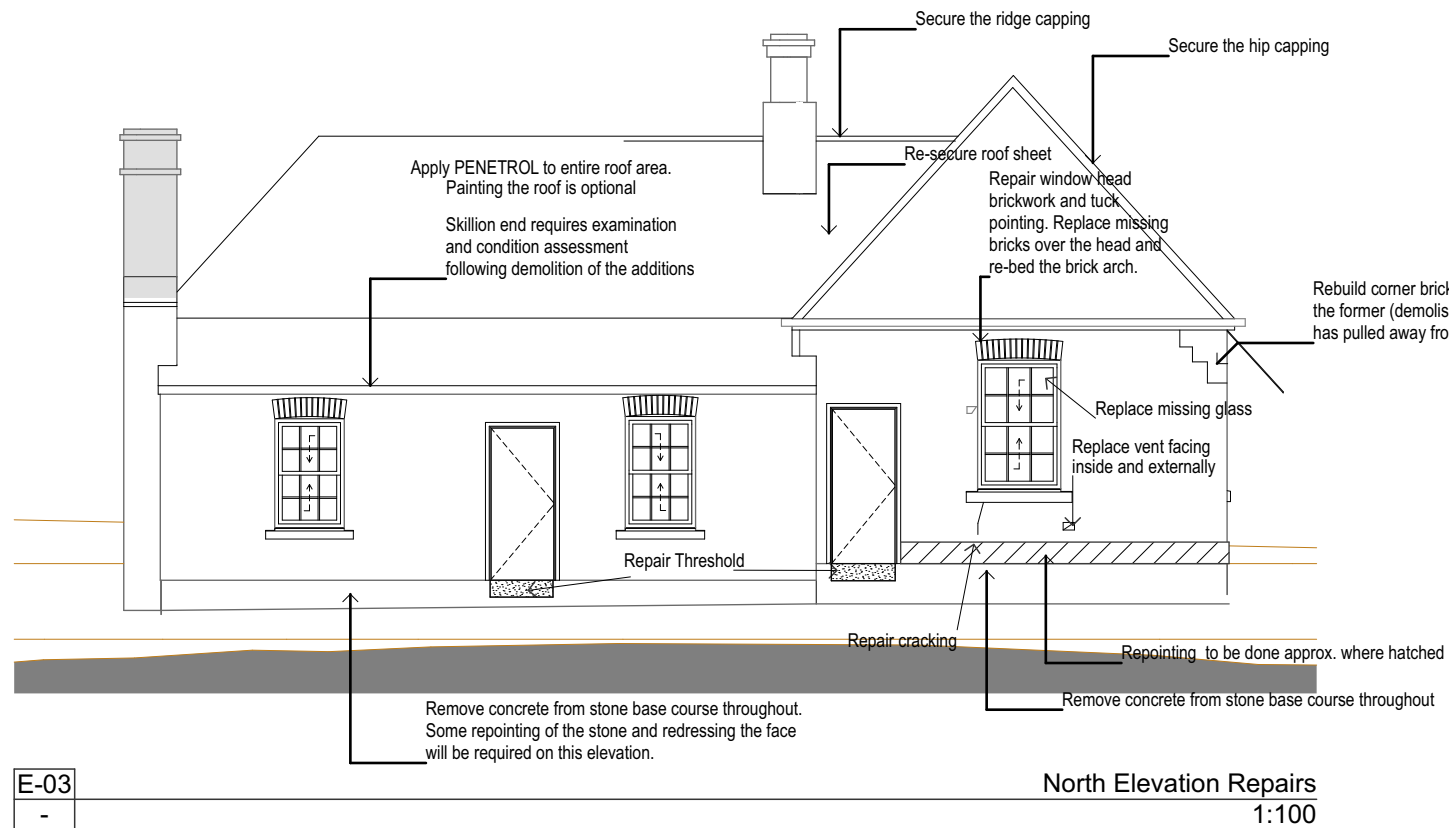 Secure the ridge capping
Secure the hip capping
Apply PENETROL to entire roof area.
Painting the roof is optional
Skillion end requires examination
and condition assessment
following demolition of the additions
Re-secure roof sheet
Repair window head
brickwork and tuck
pointing. Replace missing
bricks over the head and
re-bed the brick arch.
Rebuild corner brick
the former (demolis
has pulled away fro
Replace missing glass
Replace vent facing
inside and externally
Repair Threshold
Repair cracking
Repointing to be done approx. where hatched
Remove concrete from stone base course throughout
Remove concrete from stone base course throughout.
Some repointing of the stone and redressing the face
will be required on this elevation.
E-03
North Elevation Repairs
-
1:100